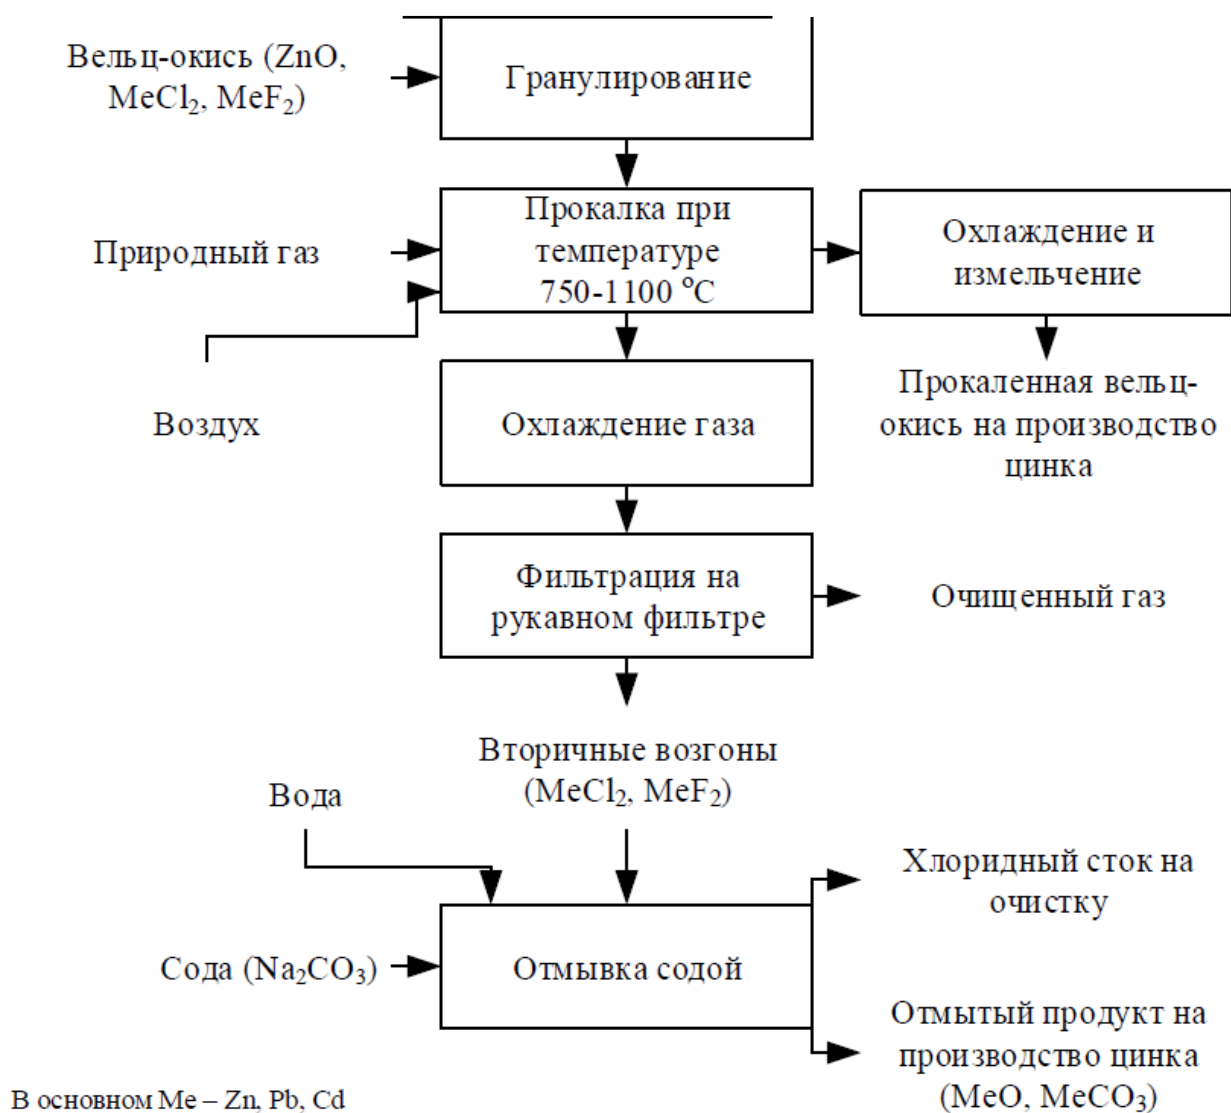 Вельц-окись (ZnO,
MeCl₂, MeF₂)
Гранулирование
Природный газ
Прокалка при
температуре
750-1100 °C
Охлаждение и
измельчение
Воздух
Охлаждение газа
Прокаленная вельц-
окись на производство
цинка
Фильтрация на
рукавном фильтре
Очищенный газ
Вторичные возгоны
(MeCl₂, MeF₂)
Вода
Хлоридный сток на
очистку
Сода (Na₂CO₃)
Отмывка содой
Отмытый продукт на
производство цинка
(MeO, MeCO₃)
В основном Me – Zn, Pb, Cd